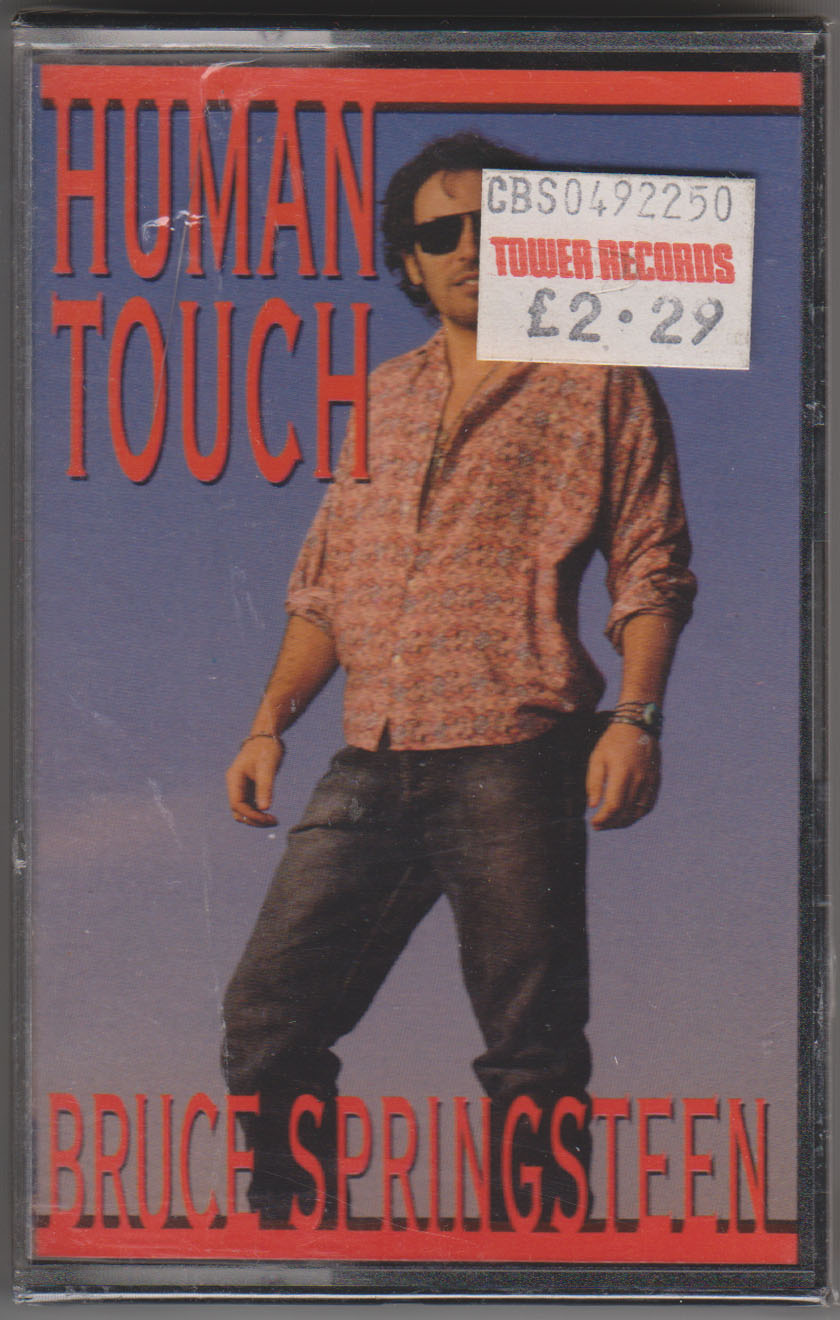 HUMAN
TOUCH
CBS0492250
TOWER RECORDS
£2.29
BRUCE SPRINGSTEEN